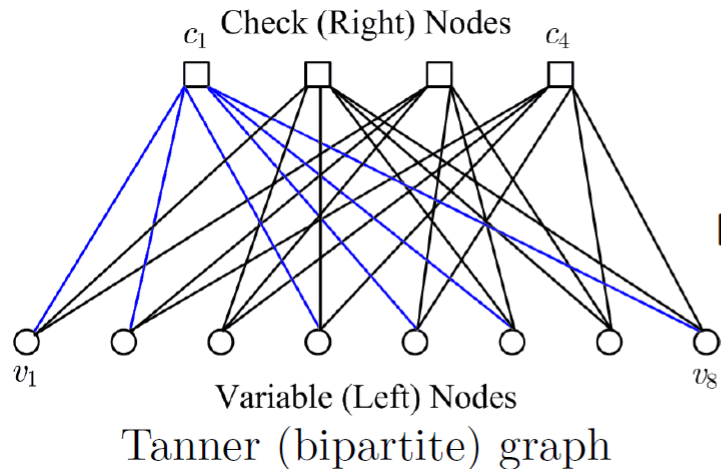 c₁ Check (Right) Nodes c₄
v₁ v₈
Variable (Left) Nodes
Tanner (bipartite) graph